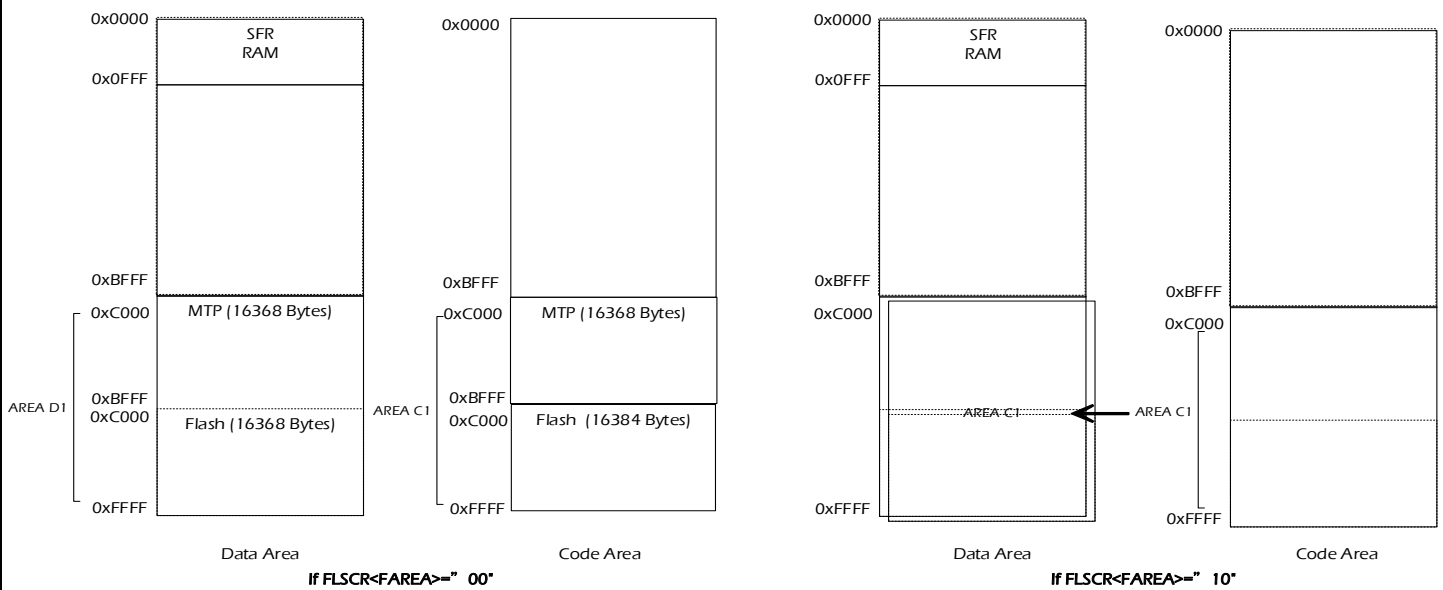 0x0000
SFR
RAM
0x0FFF
0xBFFF
0xC000
MTP (16368 Bytes)
AREA D1
0xBFFF
0xC000
Flash (16368 Bytes)
0xFFFF
Data Area
0x0000
0xBFFF
0xC000
MTP (16368 Bytes)
AREA C1
0xBFFF
0xC000
Flash (16384 Bytes)
0xFFFF
Code Area
If FLSCR<FAREA>=”00"
0x0000
SFR
RAM
0x0FFF
0xBFFF
0xC000
AREA C1
0xFFFF
Data Area
0x0000
0xBFFF
0xC000
AREA C1
0xFFFF
Code Area
If FLSCR<FAREA>=”10"